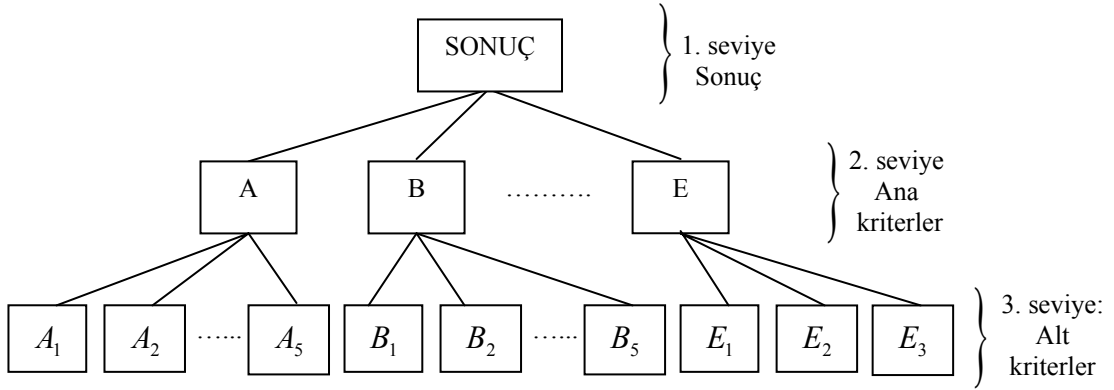 SONUÇ
1. seviye
Sonuç
A
B
..........
E
2. seviye
Ana
kriterler
A₁
A₂
......
A₅
B₁
B₂
......
B₅
E₁
E₂
E₃
3. seviye:
Alt
kriterler